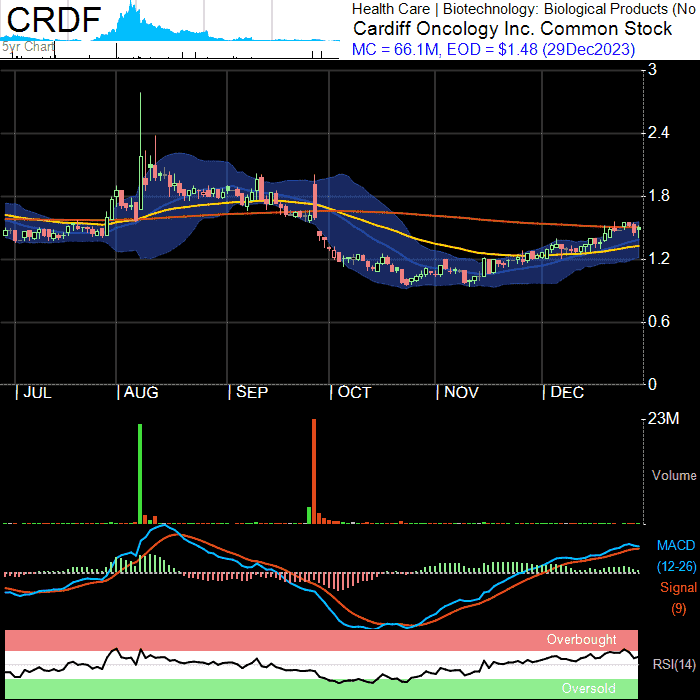 CRDF
5yr Chart
Health Care | Biotechnology: Biological Products (No
Cardiff Oncology Inc. Common Stock
MC = 66.1M, EOD = $1.48 (29Dec2023)
3
2.4
1.8
1.2
0.6
0
| JUL | AUG | SEP | OCT | NOV | DEC
23M
Volume
MACD
(12-26)
Signal
(9)
Overbought
RSI(14)
Oversold